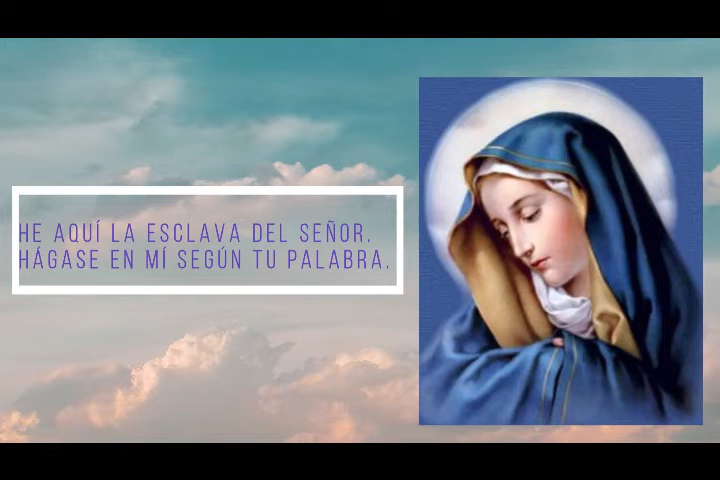 HE AQUÍ LA ESCLAVA DEL SEÑOR.
HÁGASE EN MÍ SEGÚN TU PALABRA.